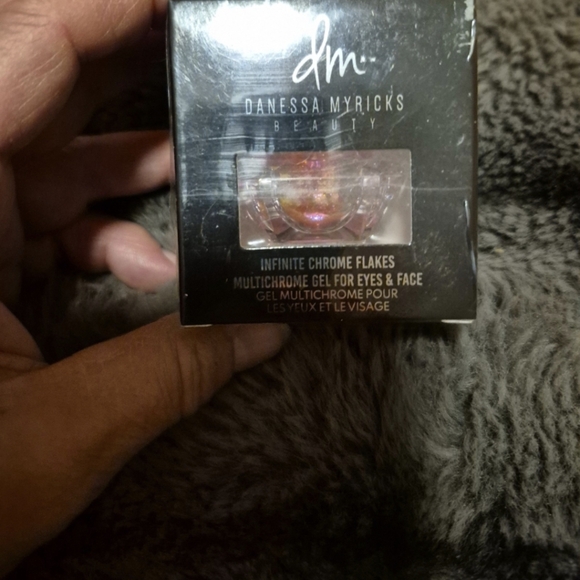 dm
DANESSA MYRICKS
BEAUTY
INFINITE CHROME FLAKES
MULTICHROME GEL FOR EYES & FACE
GEL MULTICHROME POUR
LES YEUX ET LE VISAGE